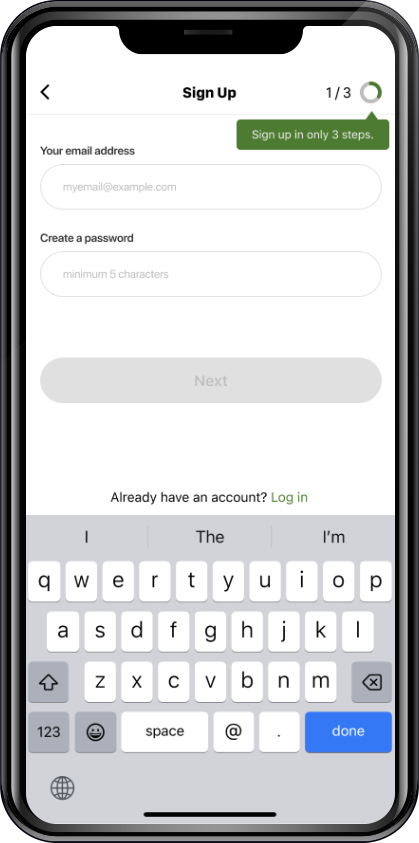 Sign Up
1 / 3
Sign up in only 3 steps.
Your email address
myemail@example.com
Create a password
minimum 5 characters
Next
Already have an account? Log in
I The I'm
q w e r t y u i o p
a s d f g h j k l
z x c v b n m
123 space @ . done